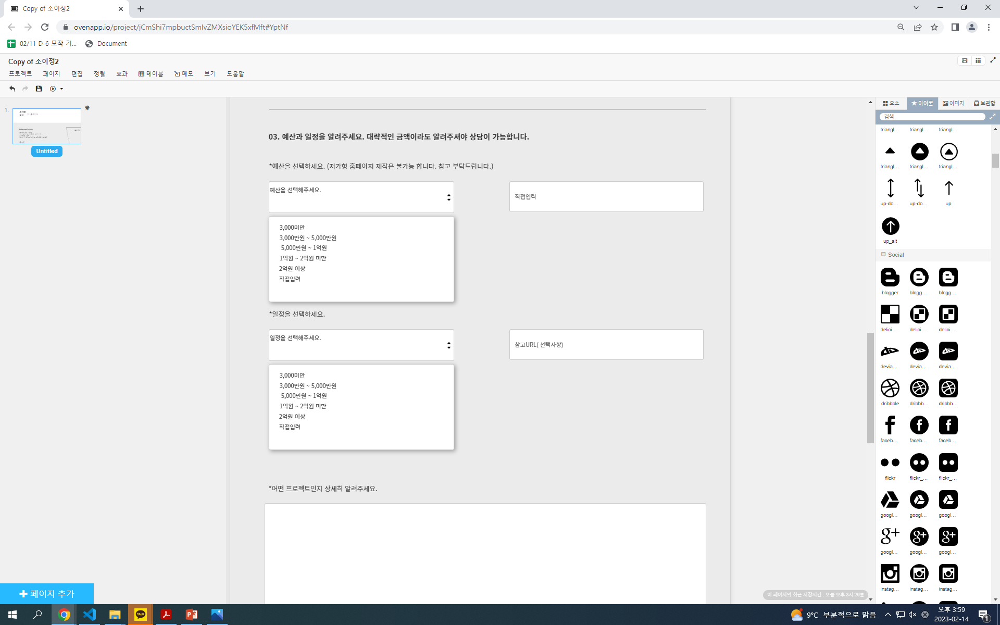 Copy of 소이정2
ovenapp.io/project/jCmShi7mpbuctSmIvZMXsioYEK5xfMft#YptNf
02/11 D-6 모작 기...
Document
Copy of 소이정2
프로젝트 페이지 편집 정렬 효과 테이블 메모 보기 도움말
1.
Untitled
03. 예산과 일정을 알려주세요. 대략적인 금액이라도 알려주셔야 상담이 가능합니다.
*예산을 선택하세요. (저가형 홈페이지 제작은 불가능 합니다. 참고 부탁드립니다.)
예산을 선택해주세요.
직접입력
3,000미만
3,000만원 ~ 5,000만원
5,000만원 ~ 1억원
1억원 ~ 2억원 미만
2억원 이상
직접입력
*일정을 선택하세요.
일정을 선택해주세요.
참고URL( 선택사항)
3,000미만
3,000만원 ~ 5,000만원
5,000만원 ~ 1억원
1억원 ~ 2억원 미만
2억원 이상
직접입력
*어떤 프로젝트인지 상세히 알려주세요.
요소 아이콘 이미지 보관함
검색
triangl... triangl... triangl...
triangl... triangl... triangl...
up-do... up-do... up
up_alt
Social
blogger blogg... blogg...
delici... delici... delici...
devia... devia... devia...
dribbble dribbb... dribbb...
faceb... faceb... faceb...
flickr flickr_... flickr_...
googl... googl... googl...
googl... googl... googl...
instag... instag... instag...
이 페이지의 최근 저장시간 : 오늘 오후 3시 29분
페이지 추가
TALK
9°C 부분적으로 맑음
오후 3:59
2023-02-14
1